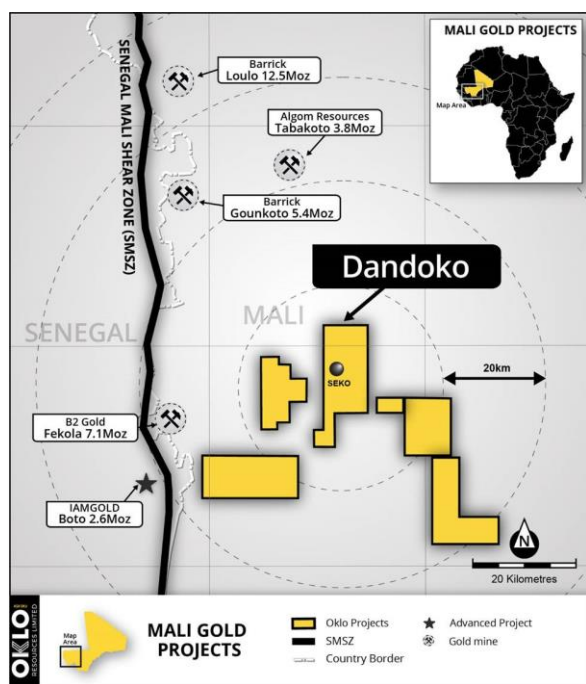 MALI GOLD PROJECTS
Map Area
Barrick
Loulo 12.5Moz
Algom Resources
Tabakoto 3.8Moz
SENEGAL MALI SHEAR ZONE (SMSZ)
Barrick
Gounkoto 5.4Moz
Dandoko
SENEGAL
MALI
20km
SEKO
B2 Gold
Fekola 7.1Moz
IAMGOLD
Boto 2.6Moz
N
20 Kilometres
OKLO
RESOURCES LIMITED
Map
Area
MALI GOLD
PROJECTS
Oklo Projects
SMSZ
Country Border
Advanced Project
Gold mine